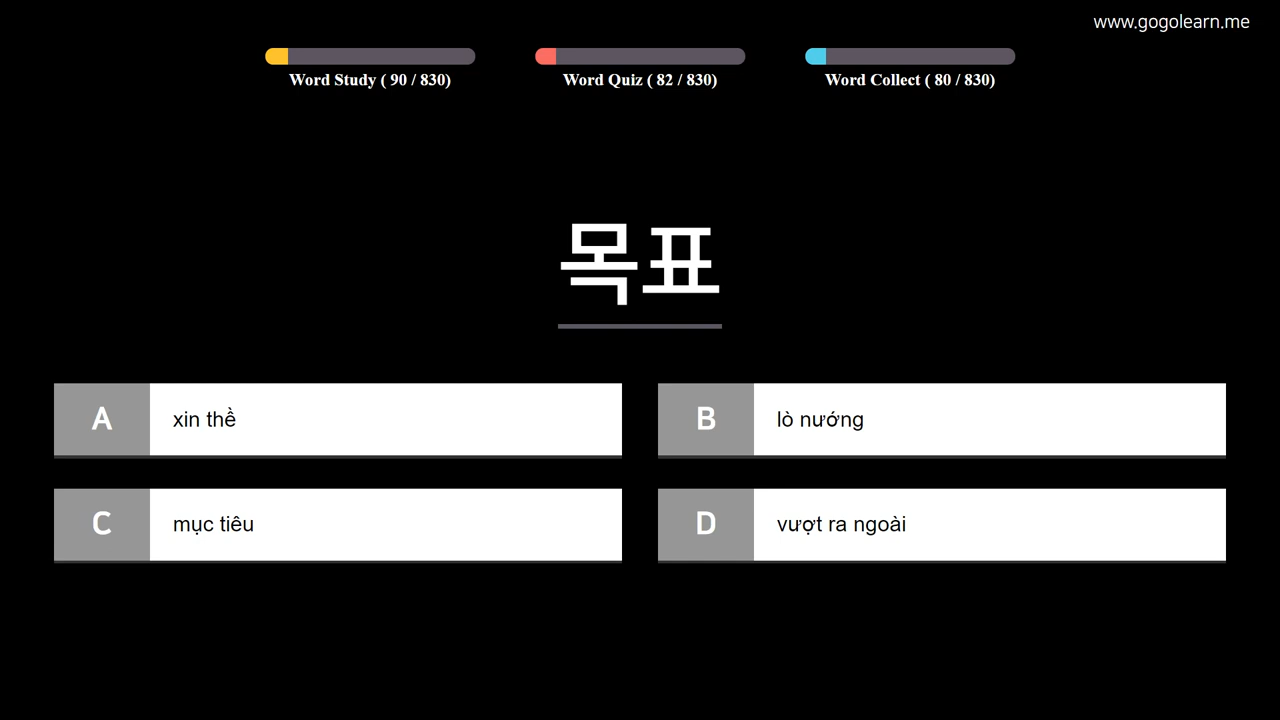 www.gogolearn.me
Word Study ( 90 / 830)
Word Quiz ( 82 / 830)
Word Collect ( 80 / 830)
목표
A xin thề
B lò nướng
C mục tiêu
D vượt ra ngoài